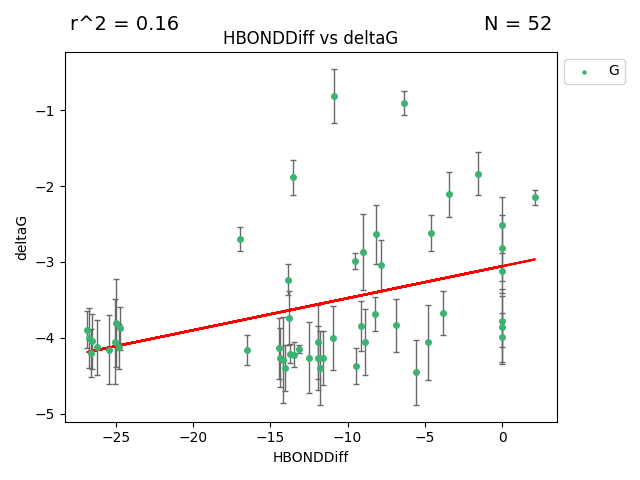 r^2 = 0.16
N = 52
HBONDDiff vs deltaG
G
−1
−2
−3
−4
−5
deltaG
−25
−20
−15
−10
−5
0
HBONDDiff